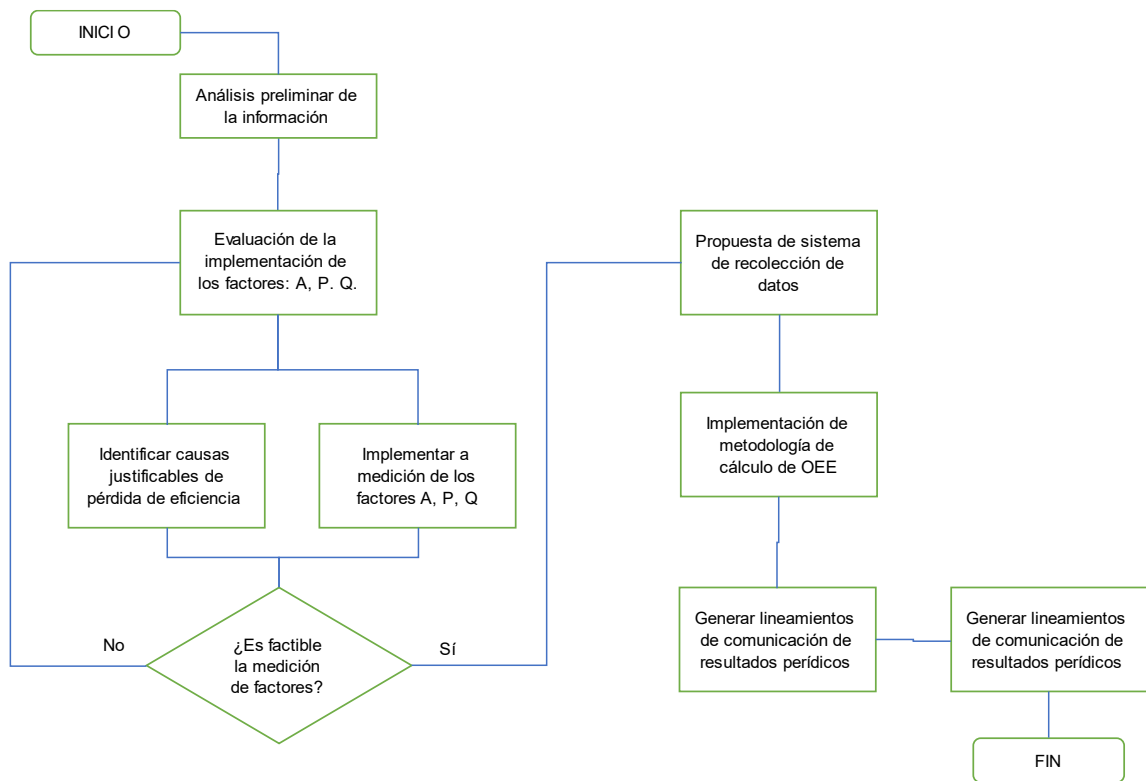 INICI O
Análisis preliminar de
la información
Evaluación de la
implementación de
los factores: A, P. Q.
Identificar causas
justificables de
pérdida de eficiencia
Implementar a
medición de los
factores A, P, Q
¿Es factible
la medición
de factores?
No
Sí
Propuesta de sistema
de recolección de
datos
Implementación de
metodología de
cálculo de OEE
Generar lineamientos
de comunicación de
resultados perídicos
Generar lineamientos
de comunicación de
resultados perídicos
FIN